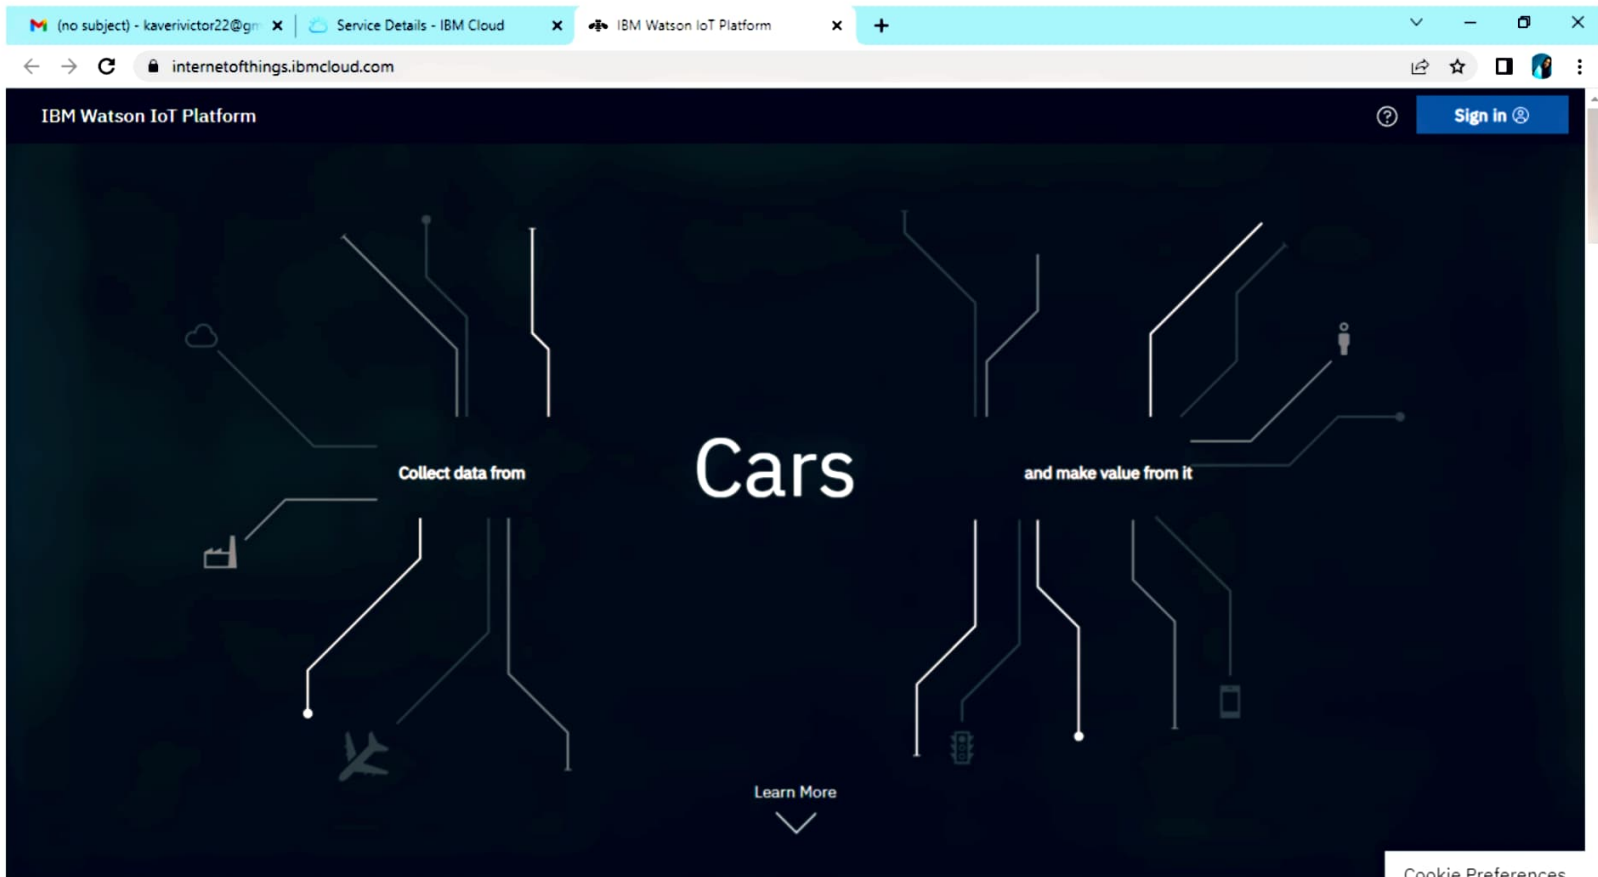 (no subject) - kaverivictor22@gm
Service Details - IBM Cloud
IBM Watson IoT Platform
internetofthings.ibmcloud.com
IBM Watson IoT Platform
Sign in
Collect data from
Cars
and make value from it
Learn More
Cookie Preferences